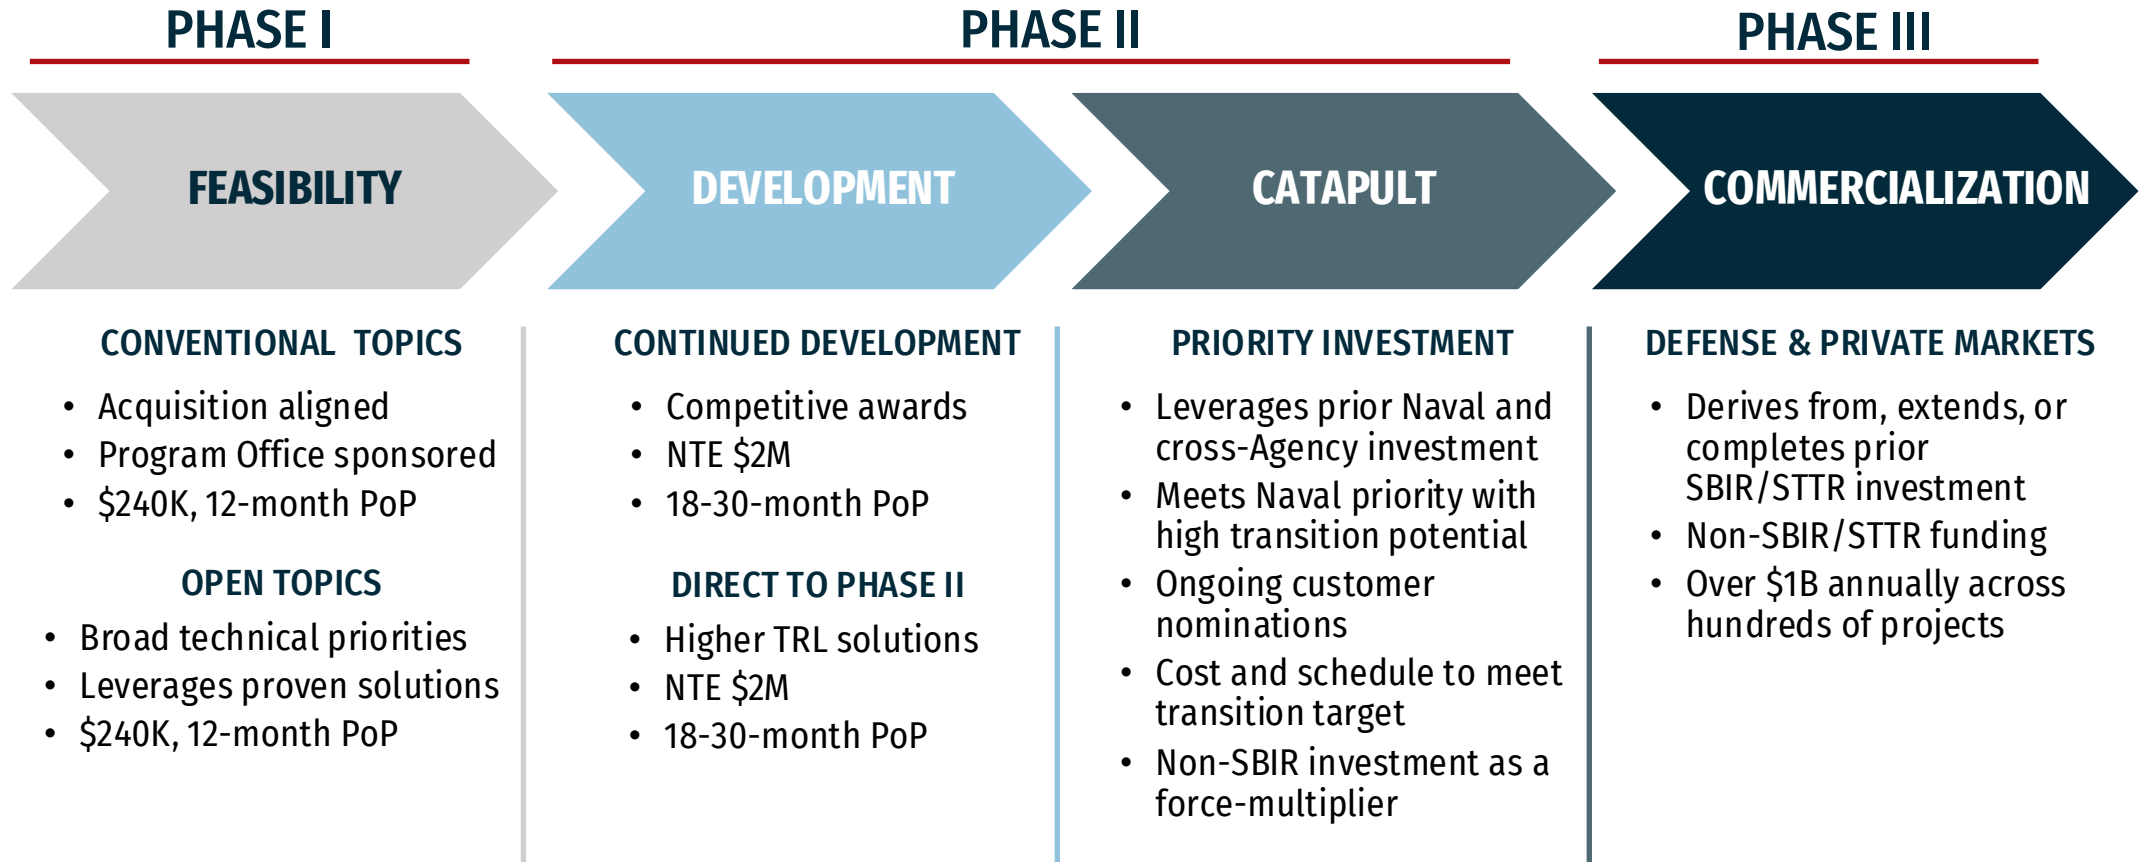 PHASE I
PHASE II
PHASE III
FEASIBILITY
DEVELOPMENT
CATAPULT
COMMERCIALIZATION
CONVENTIONAL TOPICS
• Acquisition aligned
• Program Office sponsored
• $240K, 12-month PoP
OPEN TOPICS
• Broad technical priorities
• Leverages proven solutions
• $240K, 12-month PoP
CONTINUED DEVELOPMENT
• Competitive awards
• NTE $2M
• 18-30-month PoP
DIRECT TO PHASE II
• Higher TRL solutions
• NTE $2M
• 18-30-month PoP
PRIORITY INVESTMENT
• Leverages prior Naval and
cross-Agency investment
• Meets Naval priority with
high transition potential
• Ongoing customer
nominations
• Cost and schedule to meet
transition target
• Non-SBIR investment as a
force-multiplier
DEFENSE & PRIVATE MARKETS
• Derives from, extends, or
completes prior
SBIR/STTR investment
• Non-SBIR/STTR funding
• Over $1B annually across
hundreds of projects